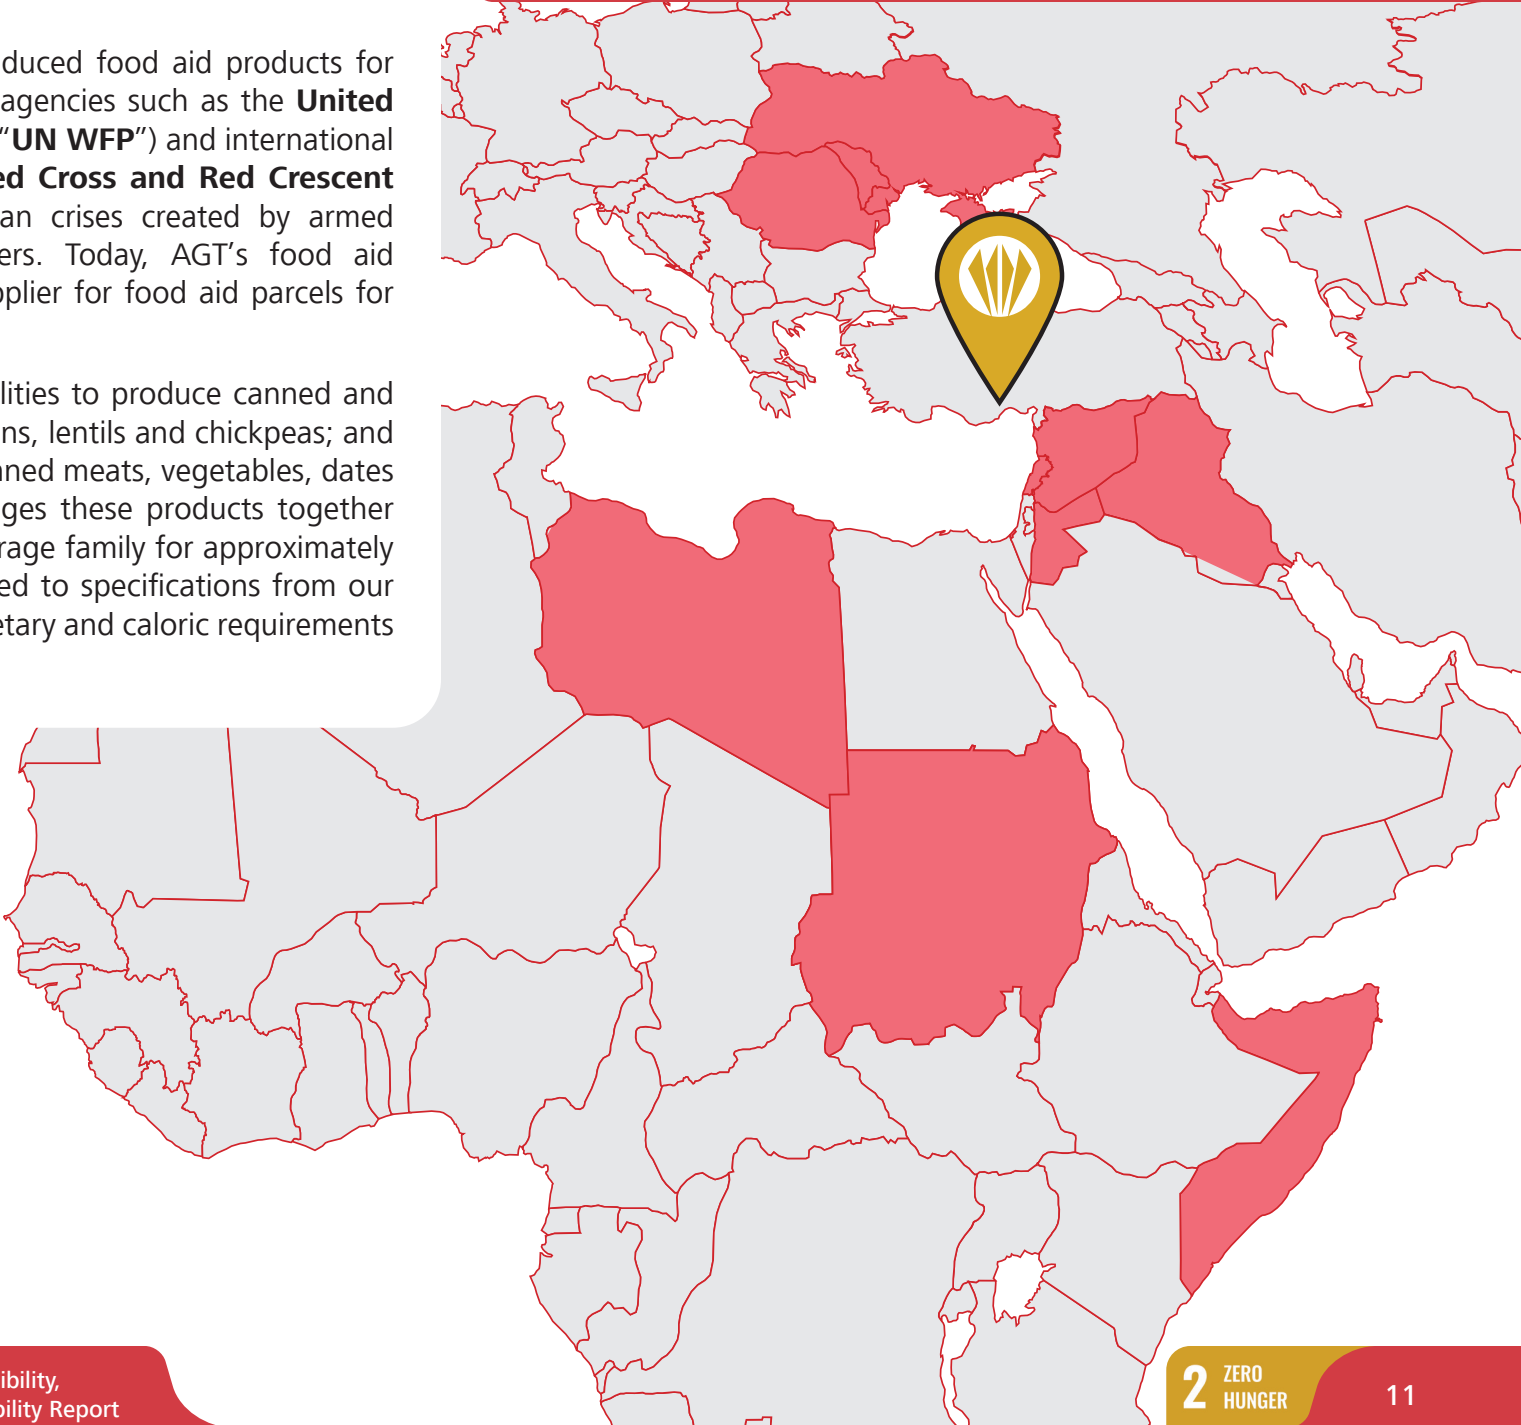 duced food aid products for
agencies such as the United
“UN WFP”) and international
ed Cross and Red Crescent
an crises created by armed
ers. Today, AGT’s food aid
pplier for food aid parcels for
lities to produce canned and
ns, lentils and chickpeas; and
nned meats, vegetables, dates
ges these products together
rage family for approximately
ed to specifications from our
etary and caloric requirements
ibility,
bility Report
2 ZERO
HUNGER
11